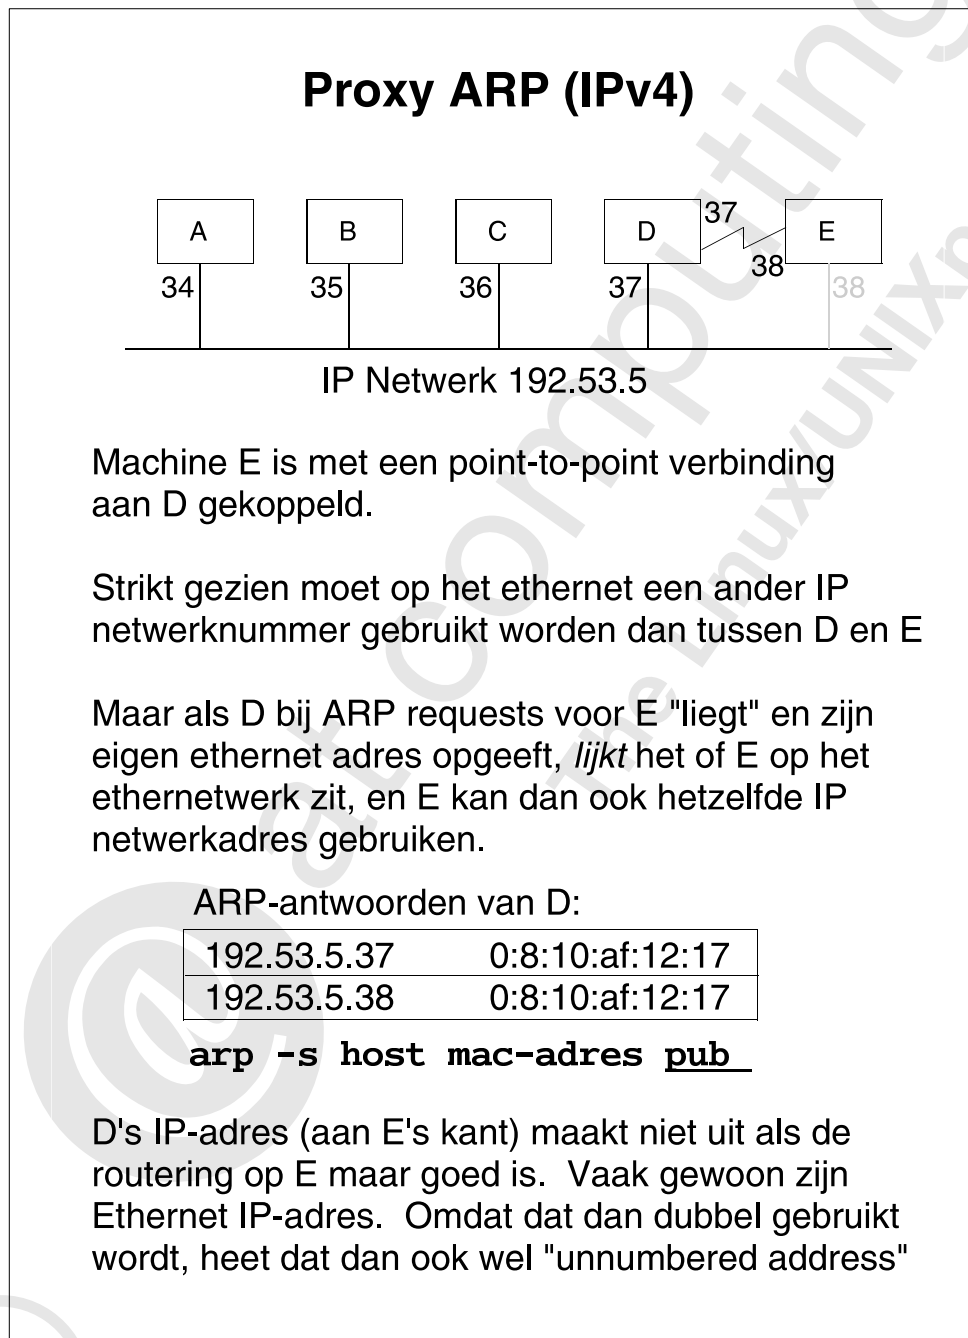 Proxy ARP (IPv4)
A B C D E
37
38
34 35 36 37 38
IP Netwerk 192.53.5
Machine E is met een point-to-point verbinding
aan D gekoppeld.
Strikt gezien moet op het ethernet een ander IP
netwerknummer gebruikt worden dan tussen D en E
Maar als D bij ARP requests voor E "liegt" en zijn
eigen ethernet adres opgeeft, lijkt het of E op het
ethernetwerk zit, en E kan dan ook hetzelfde IP
netwerkadres gebruiken.
ARP-antwoorden van D:
192.53.5.37 0:8:10:af:12:17
192.53.5.38 0:8:10:af:12:17
arp -s host mac-adres pub
D's IP-adres (aan E's kant) maakt niet uit als de
routering op E maar goed is. Vaak gewoon zijn
Ethernet IP-adres. Omdat dat dan dubbel gebruikt
wordt, heet dat dan ook wel "unnumbered address"
@ at computing
The Linux/UNIX